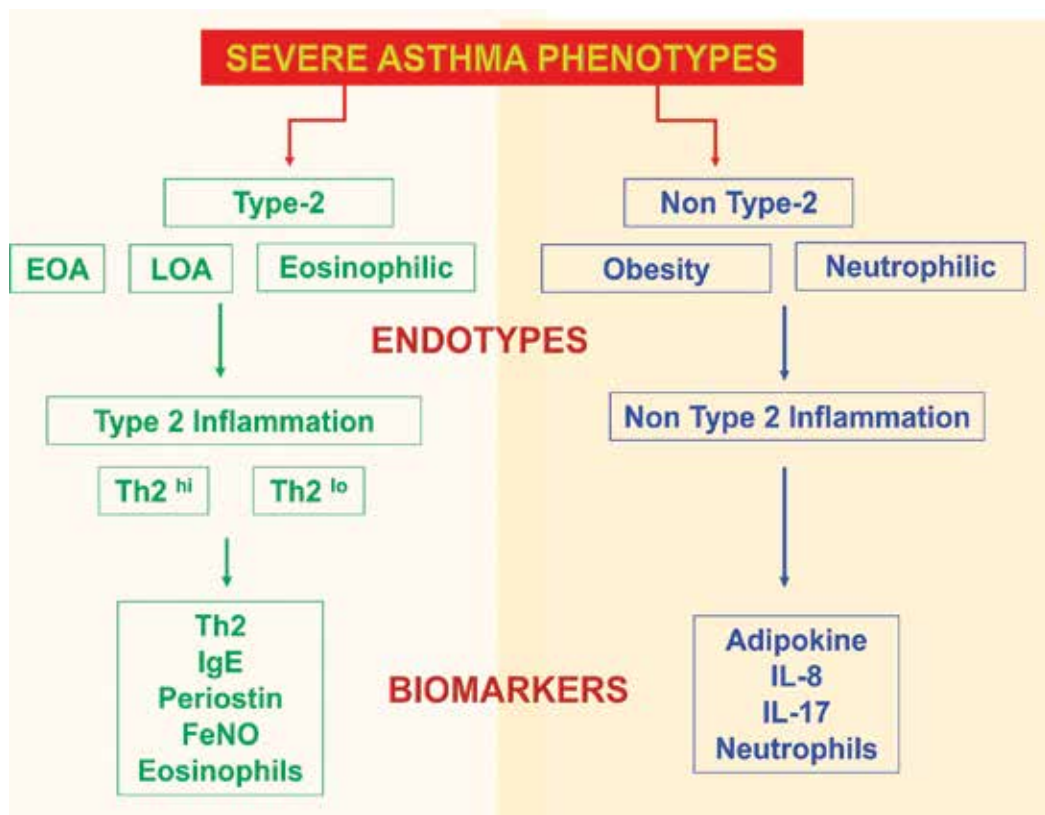 SEVERE ASTHMA PHENOTYPES
Type-2
Non Type-2
EOA
LOA
Eosinophilic
Obesity
Neutrophilic
ENDOTYPES
Type 2 Inflammation
Non Type 2 Inflammation
Th2 hi
Th2 lo
BIOMARKERS
Th2
IgE
Periostin
FeNO
Eosinophils
Adipokine
IL-8
IL-17
Neutrophils